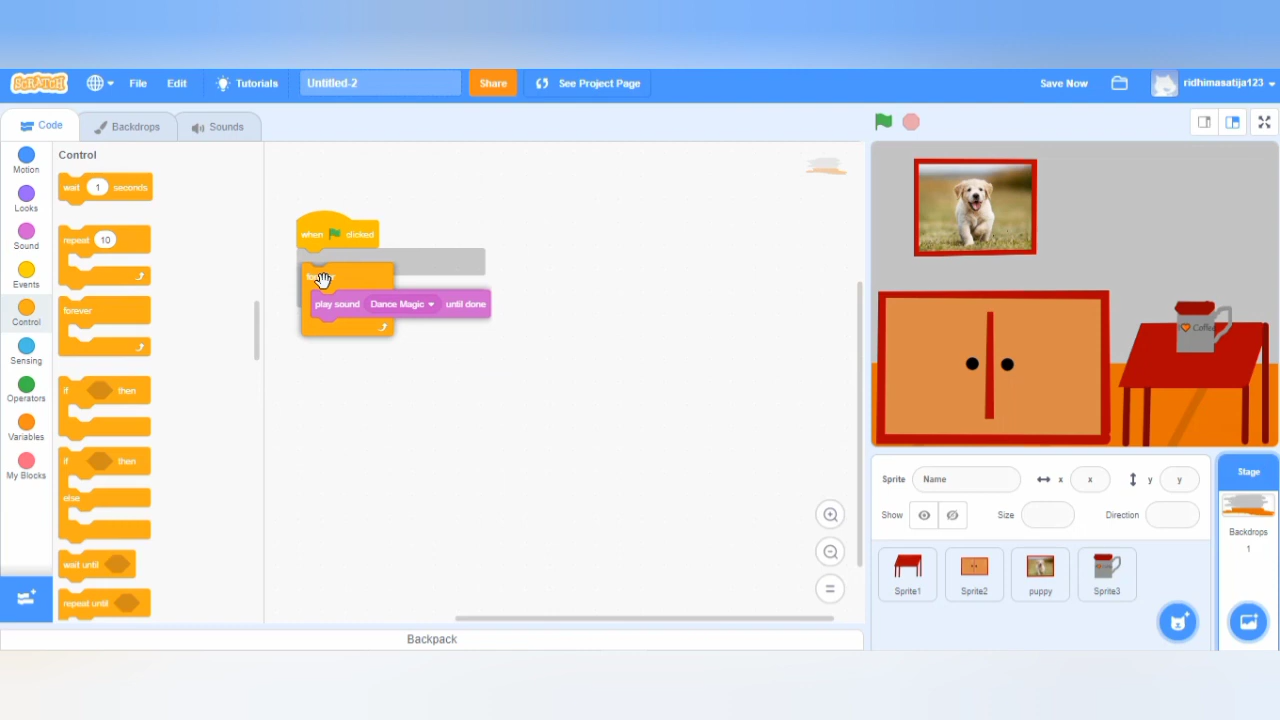 SCRATCH File Edit Tutorials Untitled-2 Share See Project Page Save Now ridhimasatija123
Code Backdrops Sounds
Motion
Looks
Sound
Events
Control
Sensing
Operators
Variables
My Blocks
Control
wait 1 seconds
repeat 10
forever
if then
if then
else
wait until
repeat until
when clicked
play sound Dance Magic until done
Coffee
Sprite Name x x y y
Show Size Direction
Sprite1 Sprite2 puppy Sprite3
Stage
Backdrops
1
Backpack